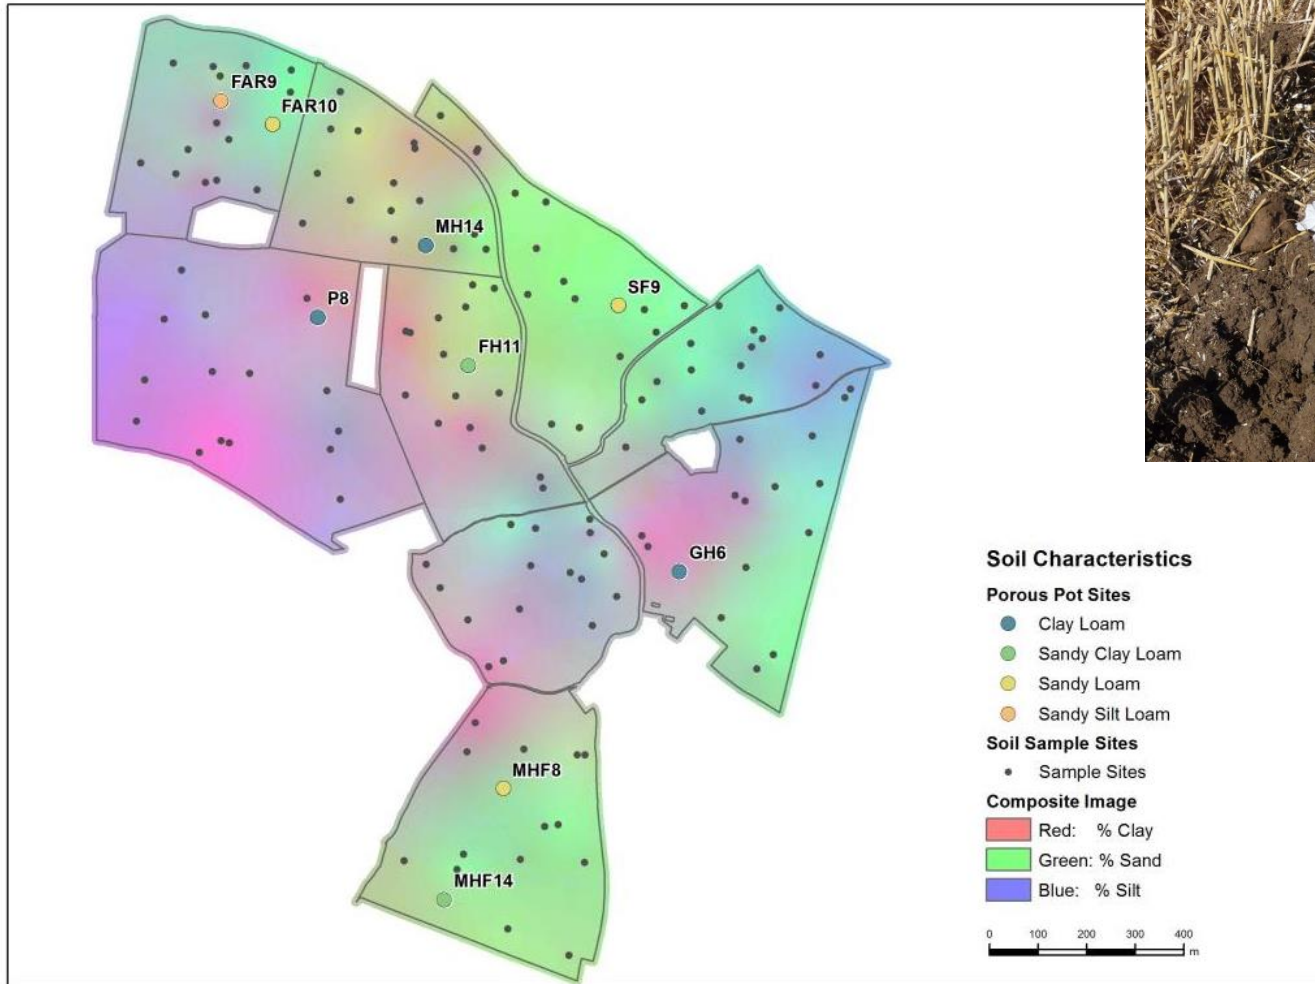 FAR9
FAR10
MH14
SF9
P8
FH11
GH6
MHF8
MHF14
Soil Characteristics
Porous Pot Sites
Clay Loam
Sandy Clay Loam
Sandy Loam
Sandy Silt Loam
Soil Sample Sites
Sample Sites
Composite Image
Red: % Clay
Green: % Sand
Blue: % Silt
0 100 200 300 400
m